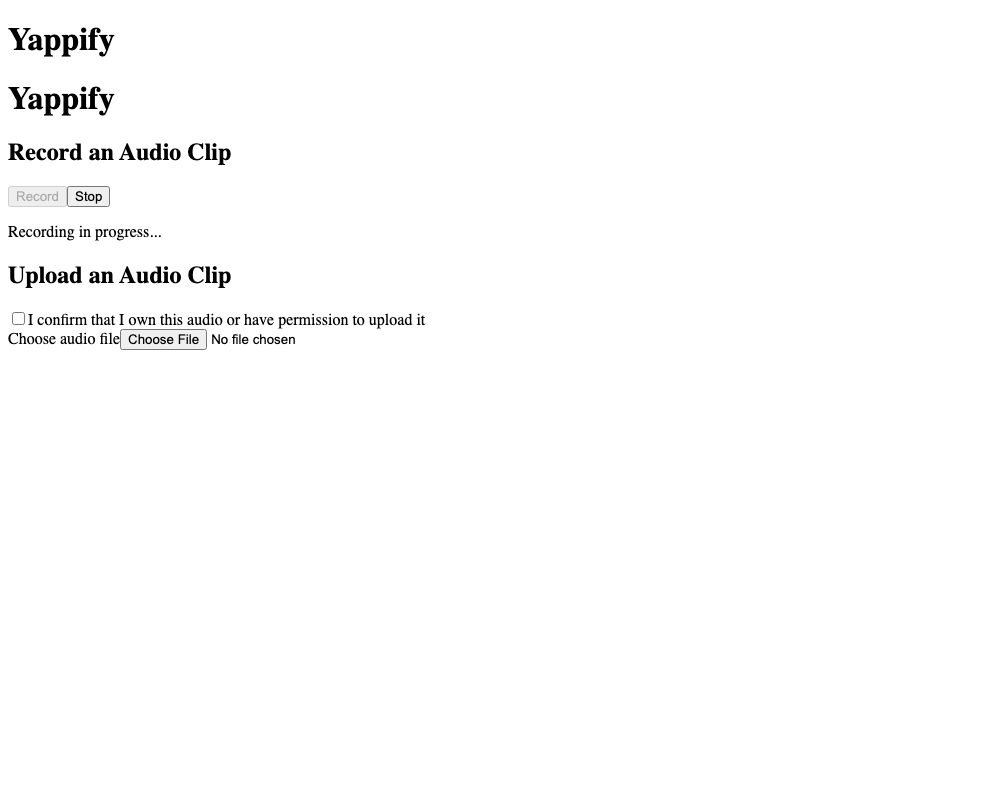 Yappify
Yappify
Record an Audio Clip
Record Stop
Recording in progress...
Upload an Audio Clip
I confirm that I own this audio or have permission to upload it
Choose audio file Choose File No file chosen